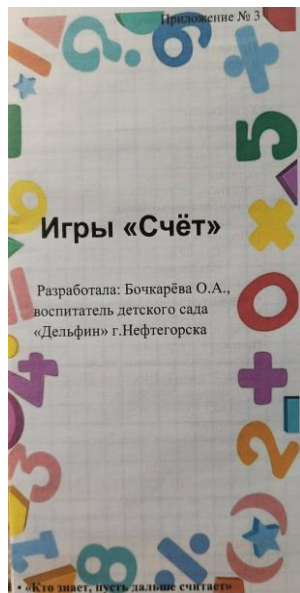 Приложение № 3
Игры «Счёт»
Разработала: Бочкарёва О.А.,
воспитатель детского сада
«Дельфин» г.Нефтегорска
• «Кто знает, пусть дальше считает»